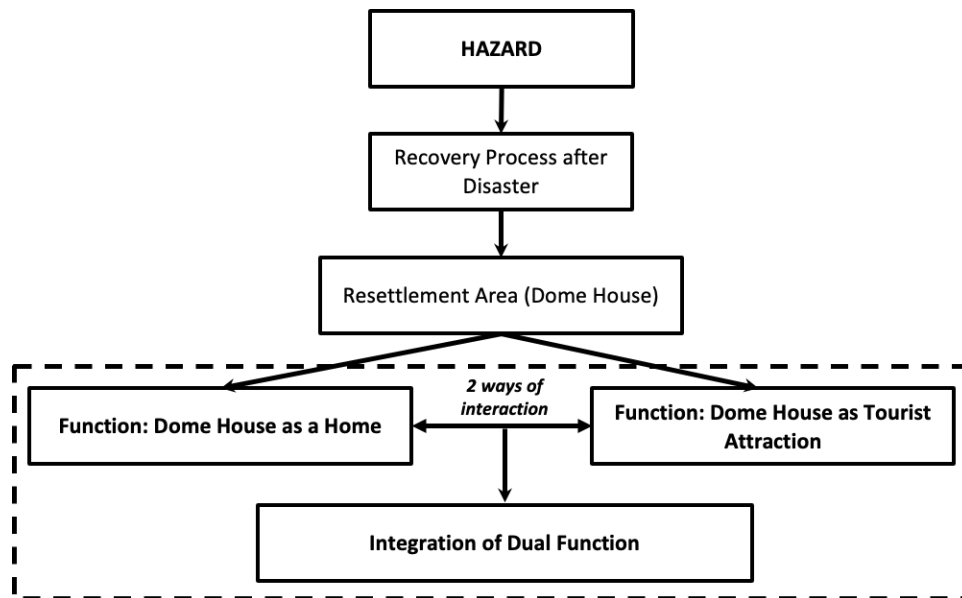 HAZARD
Recovery Process after
Disaster
Resettlement Area (Dome House)
2 ways of
interaction
Function: Dome House as a Home
Function: Dome House as Tourist
Attraction
Integration of Dual Function